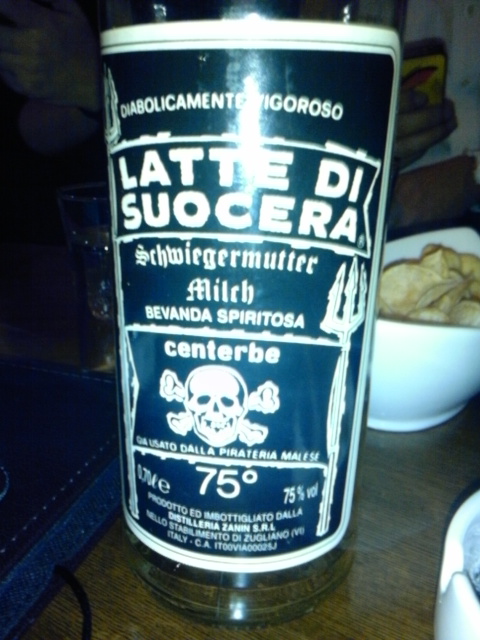 DIABOLICAMENTE VIGOROSO
LATTE DI
SUOCERA®
Schwiegermutter
Milch
BEVANDA SPIRITOSA
centerbe
GIA USATO DALLA PIRATERIA MALESE
0,70 l e 75° 75% vol
PRODOTTO ED IMBOTTIGLIATO DALLA
DISTILLERIA ZANIN S.R.L
NELLO STABILIMENTO DI ZUGLIANO (VI)
ITALY - C.A. IT00VIA00025J